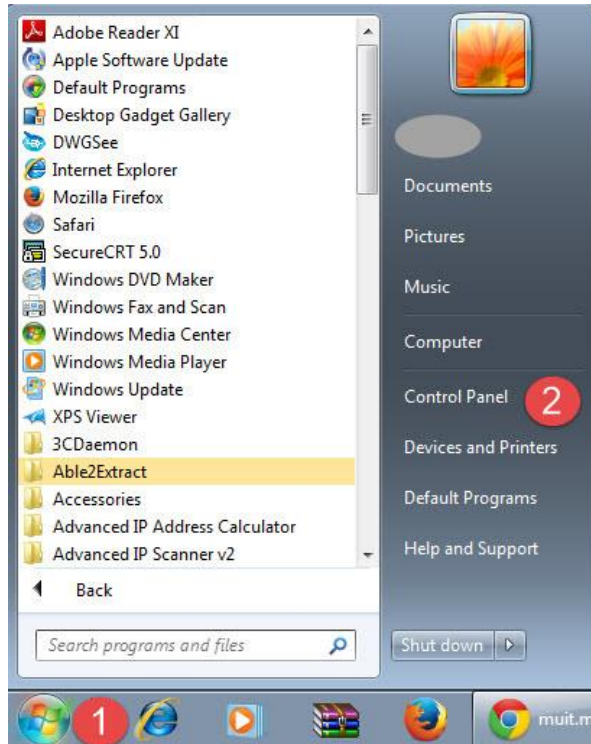 Adobe Reader XI
Apple Software Update
Default Programs
Desktop Gadget Gallery
DWGSee
Internet Explorer
Mozilla Firefox
Safari
SecureCRT 5.0
Windows DVD Maker
Windows Fax and Scan
Windows Media Center
Windows Media Player
Windows Update
XPS Viewer
3CDaemon
Able2Extract
Accessories
Advanced IP Address Calculator
Advanced IP Scanner v2
Back
Search programs and files
Documents
Pictures
Music
Computer
Control Panel 2
Devices and Printers
Default Programs
Help and Support
Shut down
1
muit.m